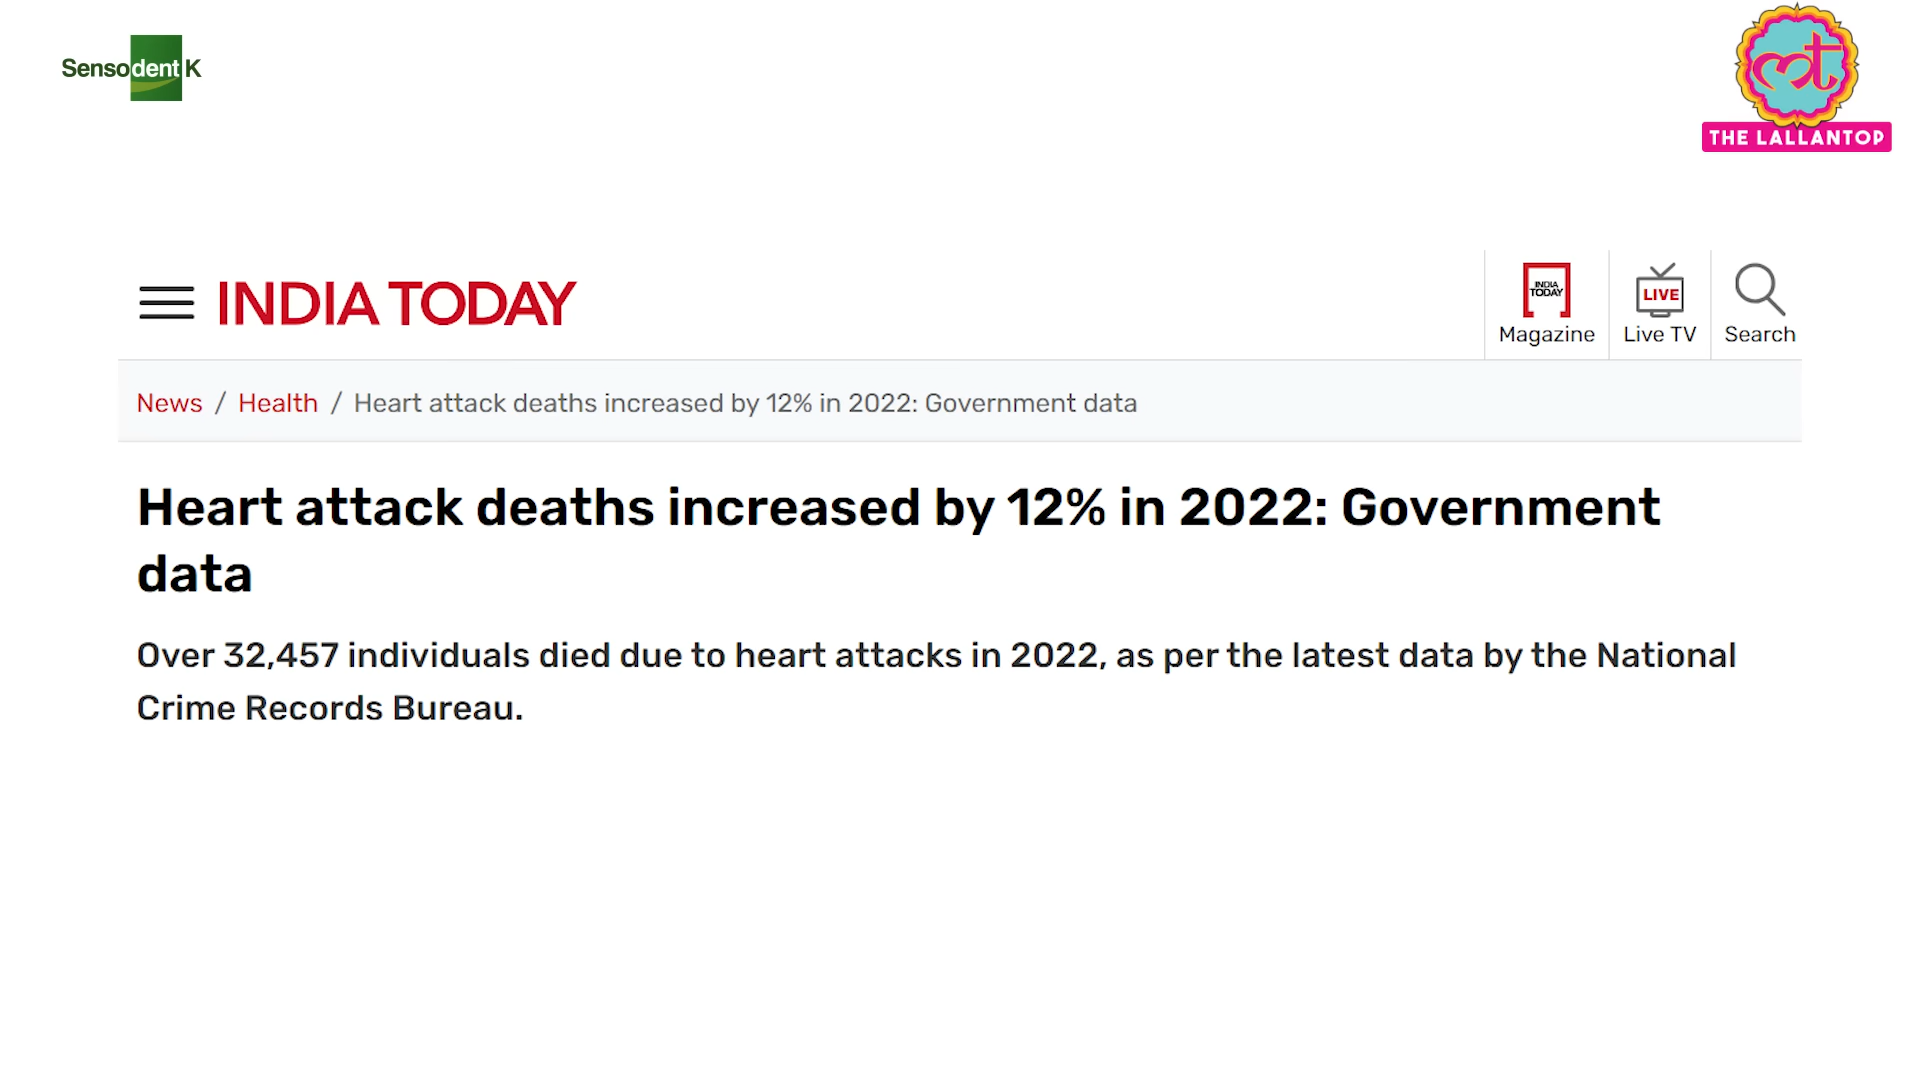 Sensodent K
THE LALLANTOP
INDIA TODAY
INDIA
TODAY
Magazine
LIVE
Live TV
Search
News / Health / Heart attack deaths increased by 12% in 2022: Government data
Heart attack deaths increased by 12% in 2022: Government
data
Over 32,457 individuals died due to heart attacks in 2022, as per the latest data by the National
Crime Records Bureau.